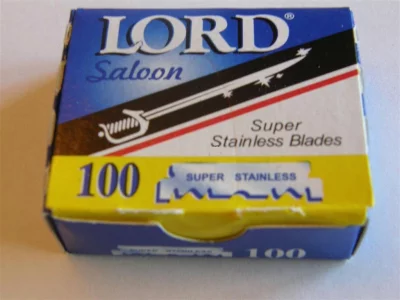 LORD®
Saloon
Super
Stainless Blades
100 SUPER STAINLESS
100